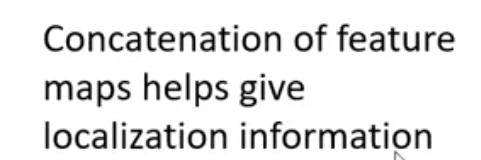 Concatenation of feature
maps helps give
localization information